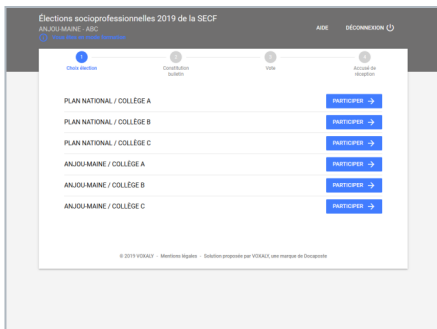 Élections socioprofessionnelles 2019 de la SECF
ANJOU-MAINE - ABC
AIDE
DÉCONNEXION
1
2
3
4
Choix élection
Constitution bulletin
Vote
Accusé de réception
PLAN NATIONAL / COLLÈGE A
PARTICIPER
PLAN NATIONAL / COLLÈGE B
PARTICIPER
PLAN NATIONAL / COLLÈGE C
PARTICIPER
ANJOU-MAINE / COLLÈGE A
PARTICIPER
ANJOU-MAINE / COLLÈGE B
PARTICIPER
ANJOU-MAINE / COLLÈGE C
PARTICIPER
© 2019 VOXALY - Mentions légales - Solution proposée par VOXALY, une marque de Docaposte